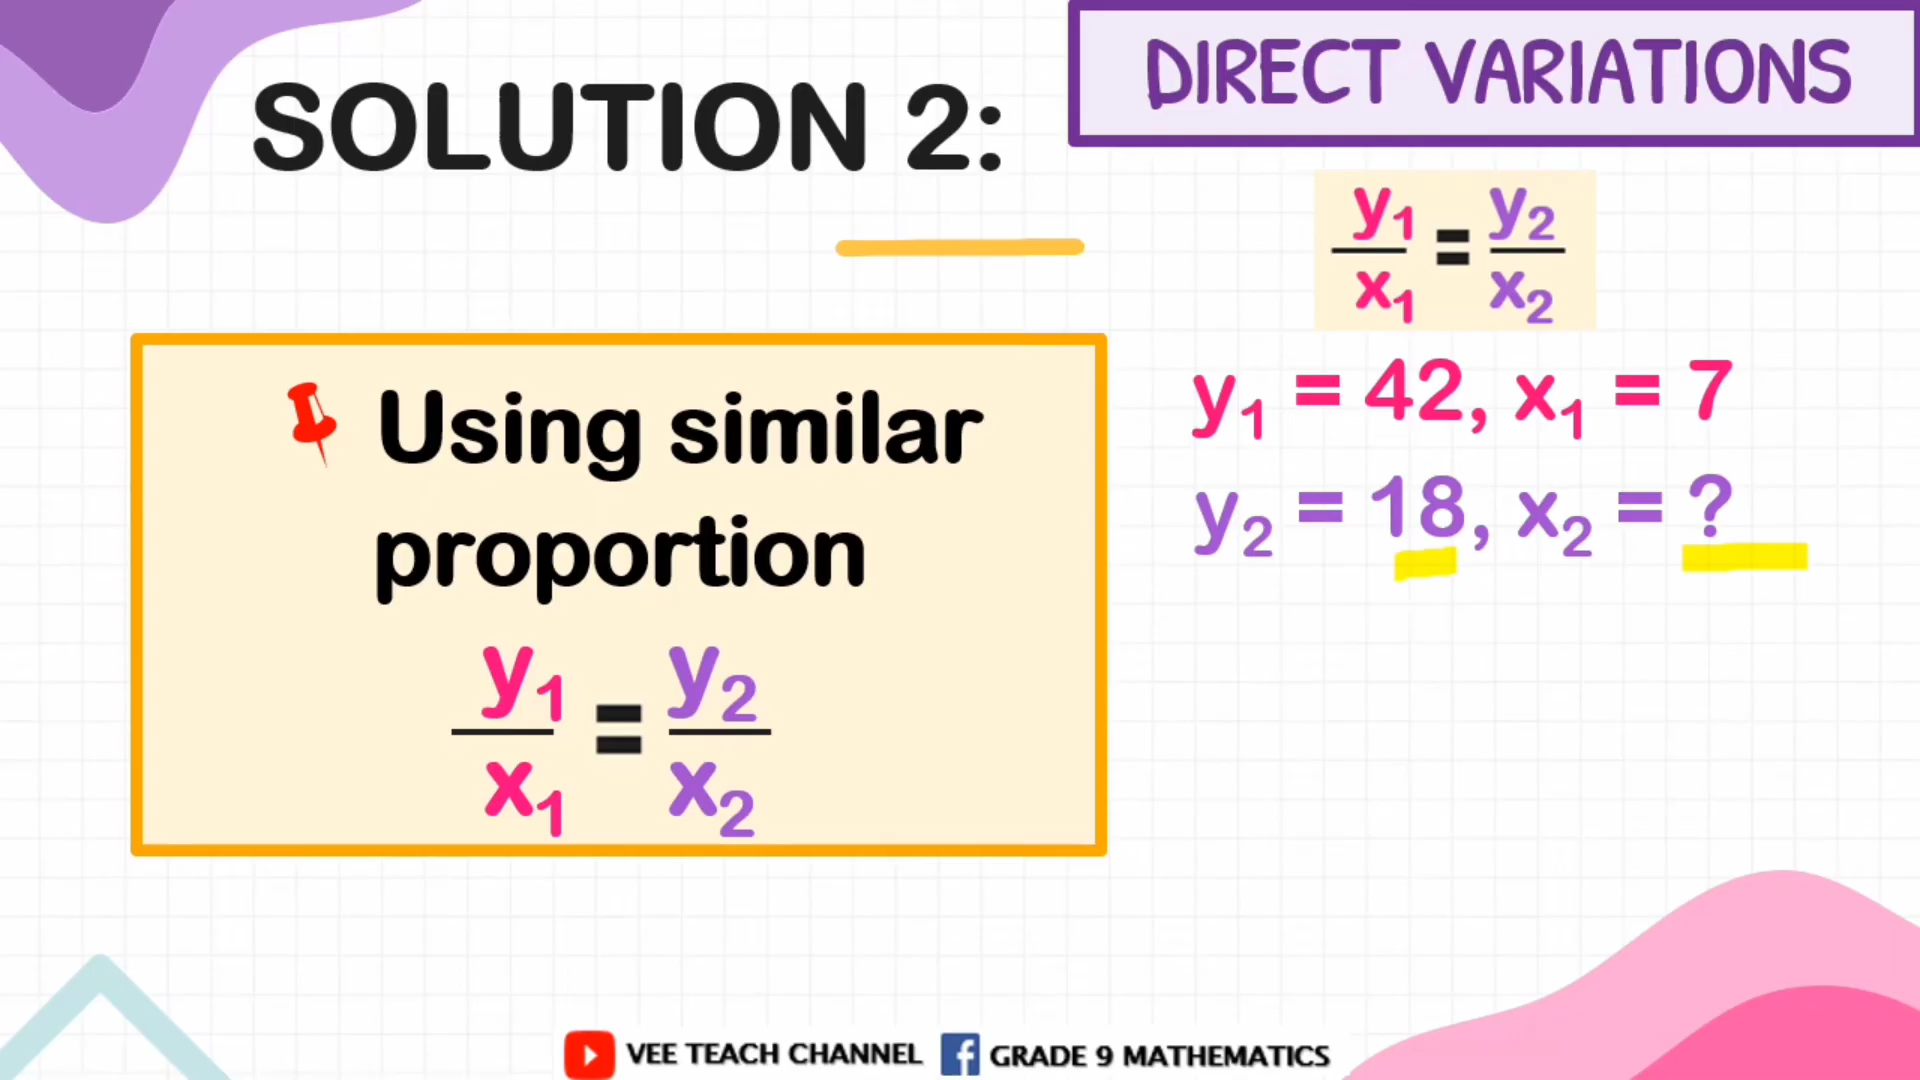 SOLUTION 2:
DIRECT VARIATIONS
y₁/x₁ = y₂/x₂
y₁ = 42, x₁ = 7
y₂ = 18, x₂ = ?
Using similar
proportion
y₁/x₁ = y₂/x₂
VEE TEACH CHANNEL
GRADE 9 MATHEMATICS